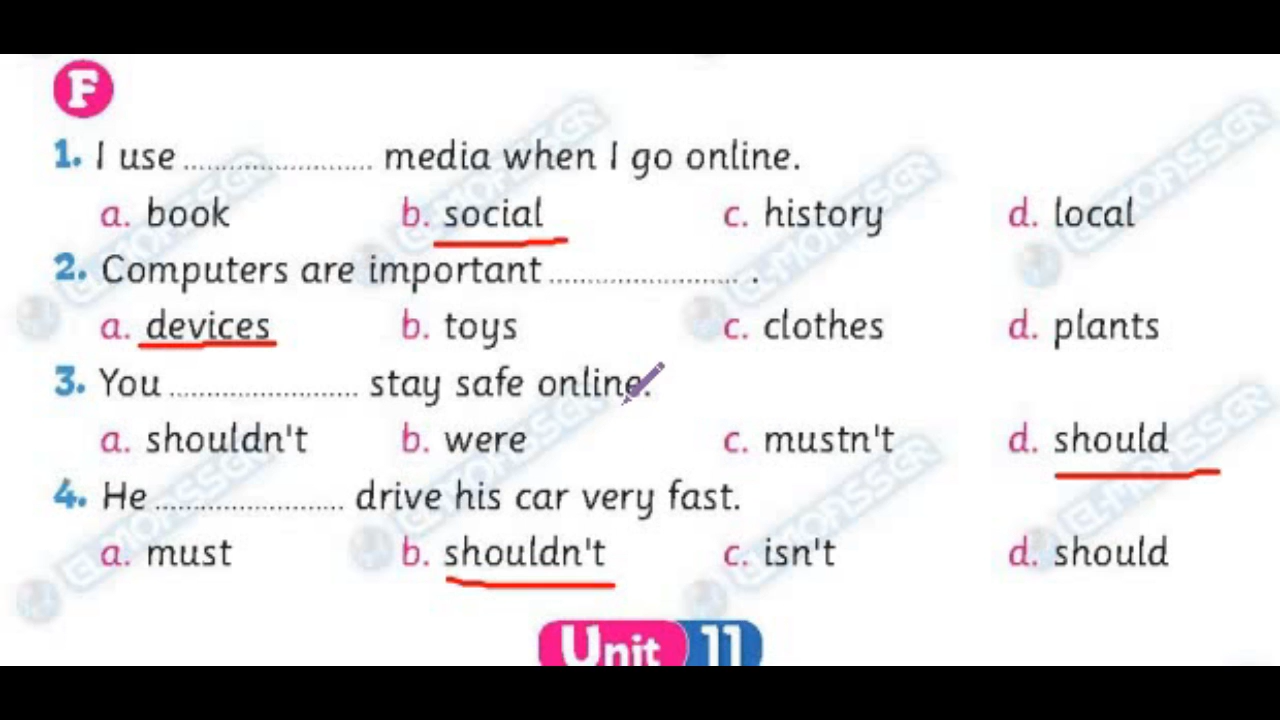 F
1. I use .................... media when I go online.
a. book b. social c. history d. local
2. Computers are important .................... .
a. devices b. toys c. clothes d. plants
3. You .................... stay safe online.
a. shouldn't b. were c. mustn't d. should
4. He .................... drive his car very fast.
a. must b. shouldn't c. isn't d. should
Unit 11